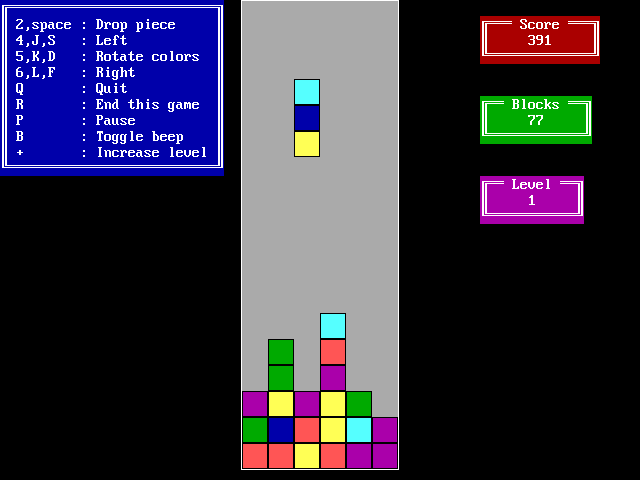 2,space : Drop piece
4,J,S   : Left
5,K,D   : Rotate colors
6,L,F   : Right
Q       : Quit
R       : End this game
P       : Pause
B       : Toggle beep
+       : Increase level
Score
391
Blocks
77
Level
1